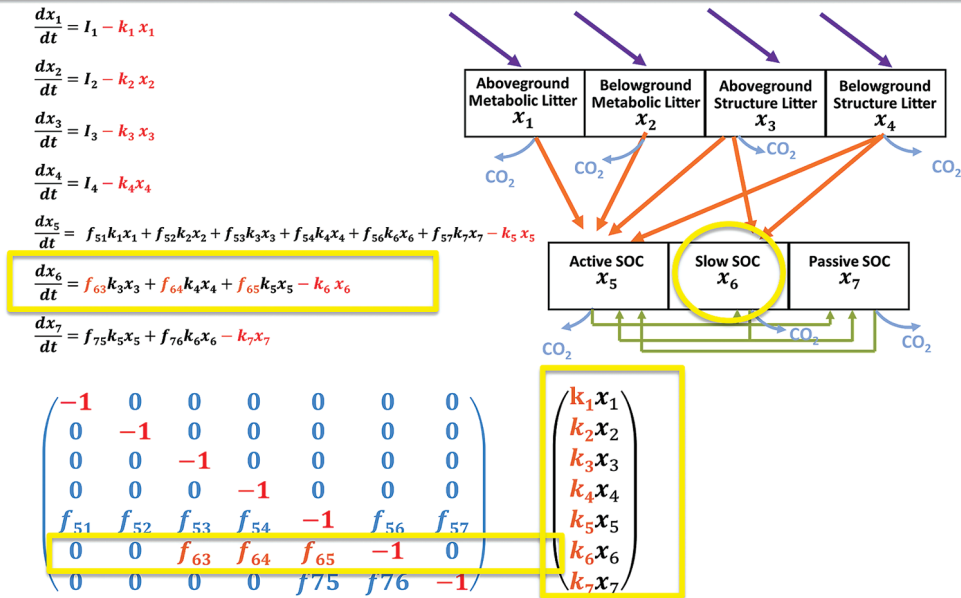 dx₁/dt = I₁ − k₁ x₁
dx₂/dt = I₂ − k₂ x₂
dx₃/dt = I₃ − k₃ x₃
dx₄/dt = I₄ − k₄x₄
dx₅/dt = f₅₁k₁x₁ + f₅₂k₂x₂ + f₅₃k₃x₃ + f₅₄k₄x₄ + f₅₆k₆x₆ + f₅₇k₇x₇ − k₅ x₅
dx₆/dt = f₆₃k₃x₃ + f₆₄k₄x₄ + f₆₅k₅x₅ − k₆ x₆
dx₇/dt = f₇₅k₅x₅ + f₇₆k₆x₆ − k₇x₇
Aboveground Metabolic Litter x₁
Belowground Metabolic Litter x₂
Aboveground Structure Litter x₃
Belowground Structure Litter x₄
CO₂
CO₂
CO₂
CO₂
Active SOC x₅
Slow SOC x₆
Passive SOC x₇
CO₂
CO₂
CO₂
−1 0 0 0 0 0 0
0 −1 0 0 0 0 0
0 0 −1 0 0 0 0
0 0 0 −1 0 0 0
f₅₁ f₅₂ f₅₃ f₅₄ −1 f₅₆ f₅₇
0 0 f₆₃ f₆₄ f₆₅ −1 0
0 0 0 0 f75 f76 −1
k₁x₁
k₂x₂
k₃x₃
k₄x₄
k₅x₅
k₆x₆
k₇x₇